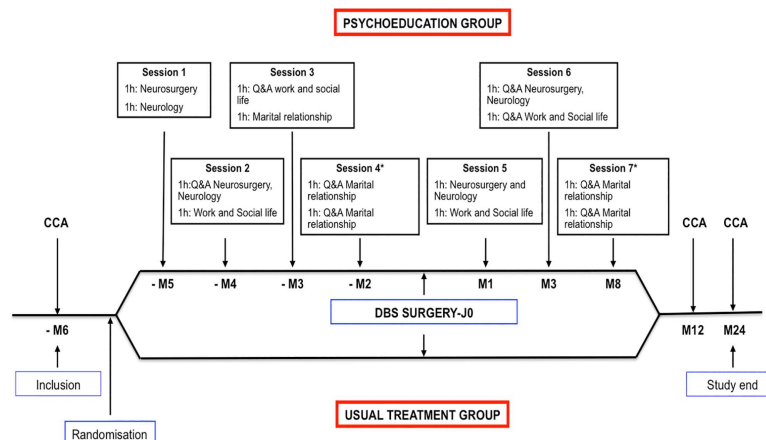 PSYCHOEDUCATION GROUP
Session 1
1h: Neurosurgery
1h: Neurology
Session 3
1h: Q&A work and social
life
1h: Marital relationship
Session 6
1h: Q&A Neurosurgery,
Neurology
1h: Q&A Work and Social life
Session 2
1h:Q&A Neurosurgery,
Neurology
1h: Work and Social life
Session 4*
1h: Q&A Marital
relationship
1h: Q&A Marital
relationship
Session 5
1h: Neurosurgery and
Neurology
1h: Work and Social life
Session 7*
1h: Q&A Marital
relationship
1h: Q&A Marital
relationship
CCA
CCA
CCA
- M5
- M4
- M3
- M2
M1
M3
M8
DBS SURGERY-J0
- M6
M12
M24
Inclusion
Study end
Randomisation
USUAL TREATMENT GROUP